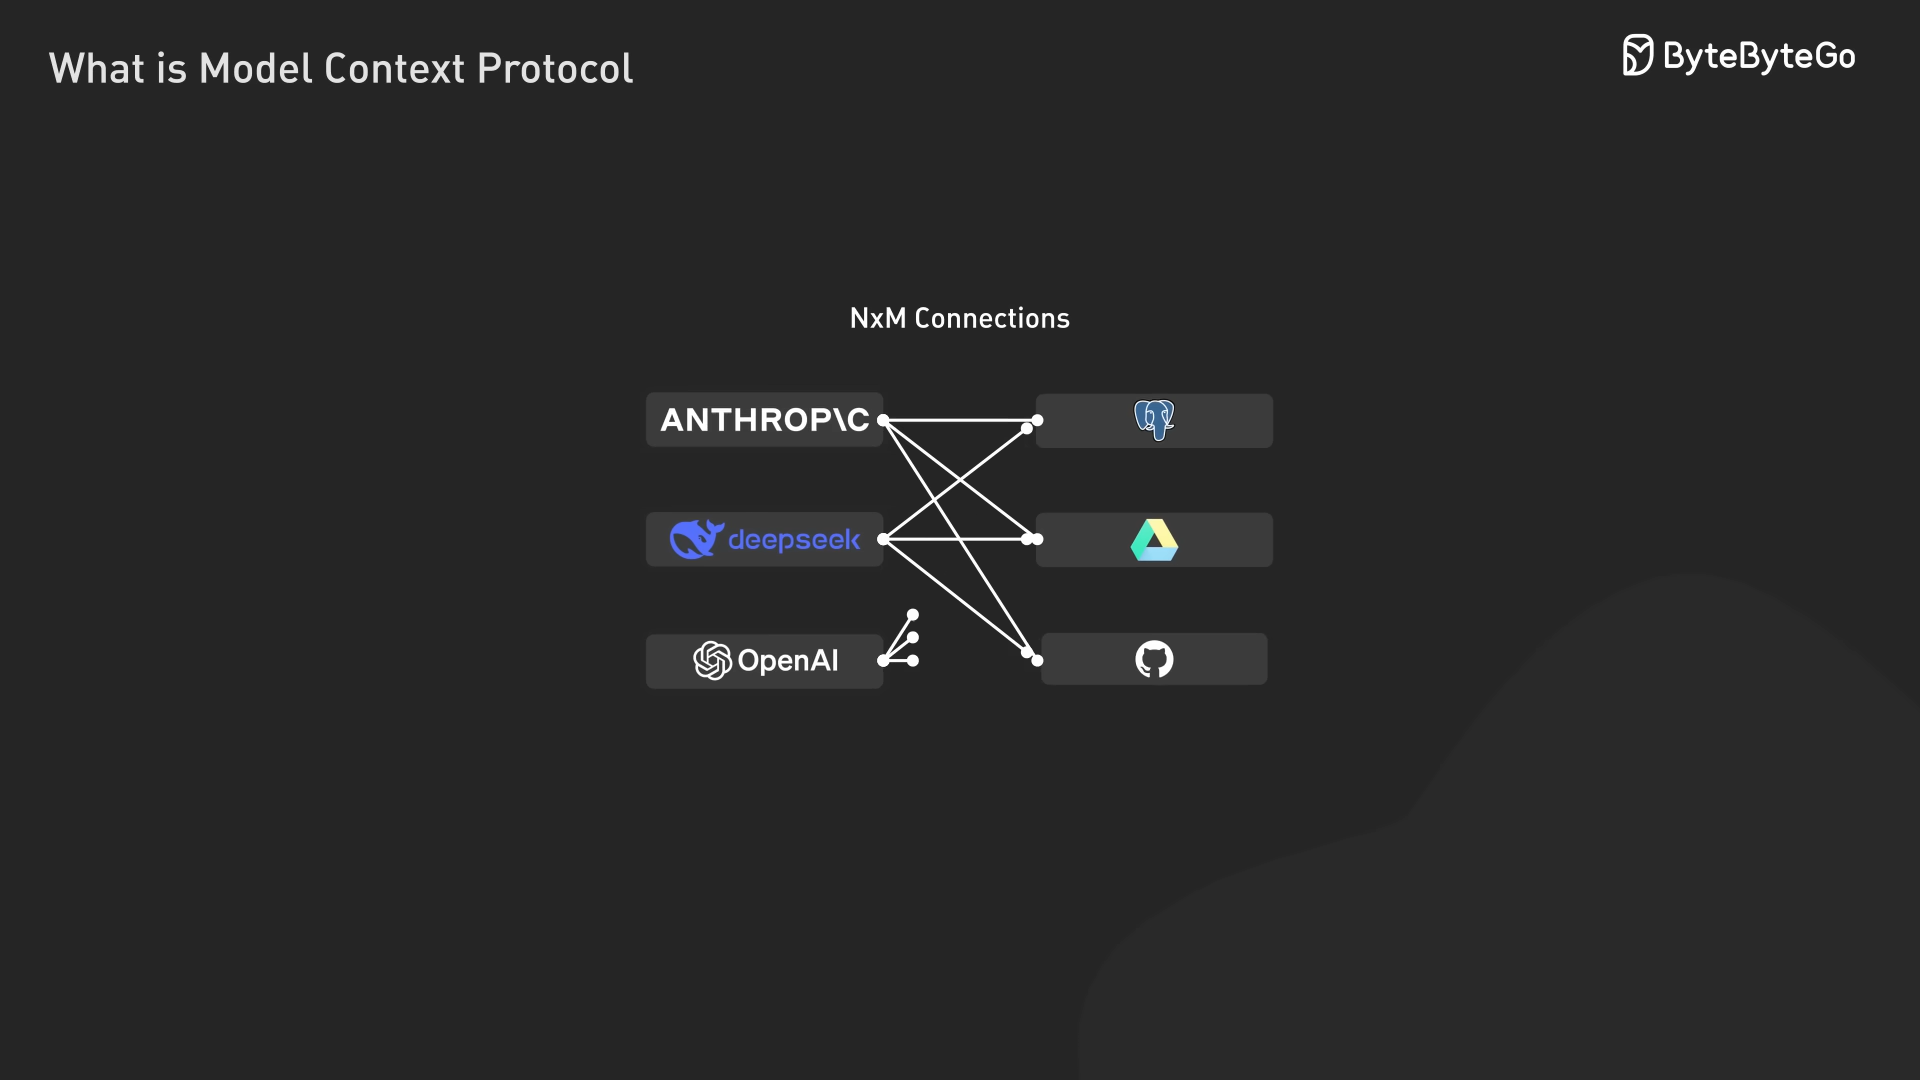 What is Model Context Protocol
ByteByteGo
NxM Connections
ANTHROP\C
deepseek
OpenAI